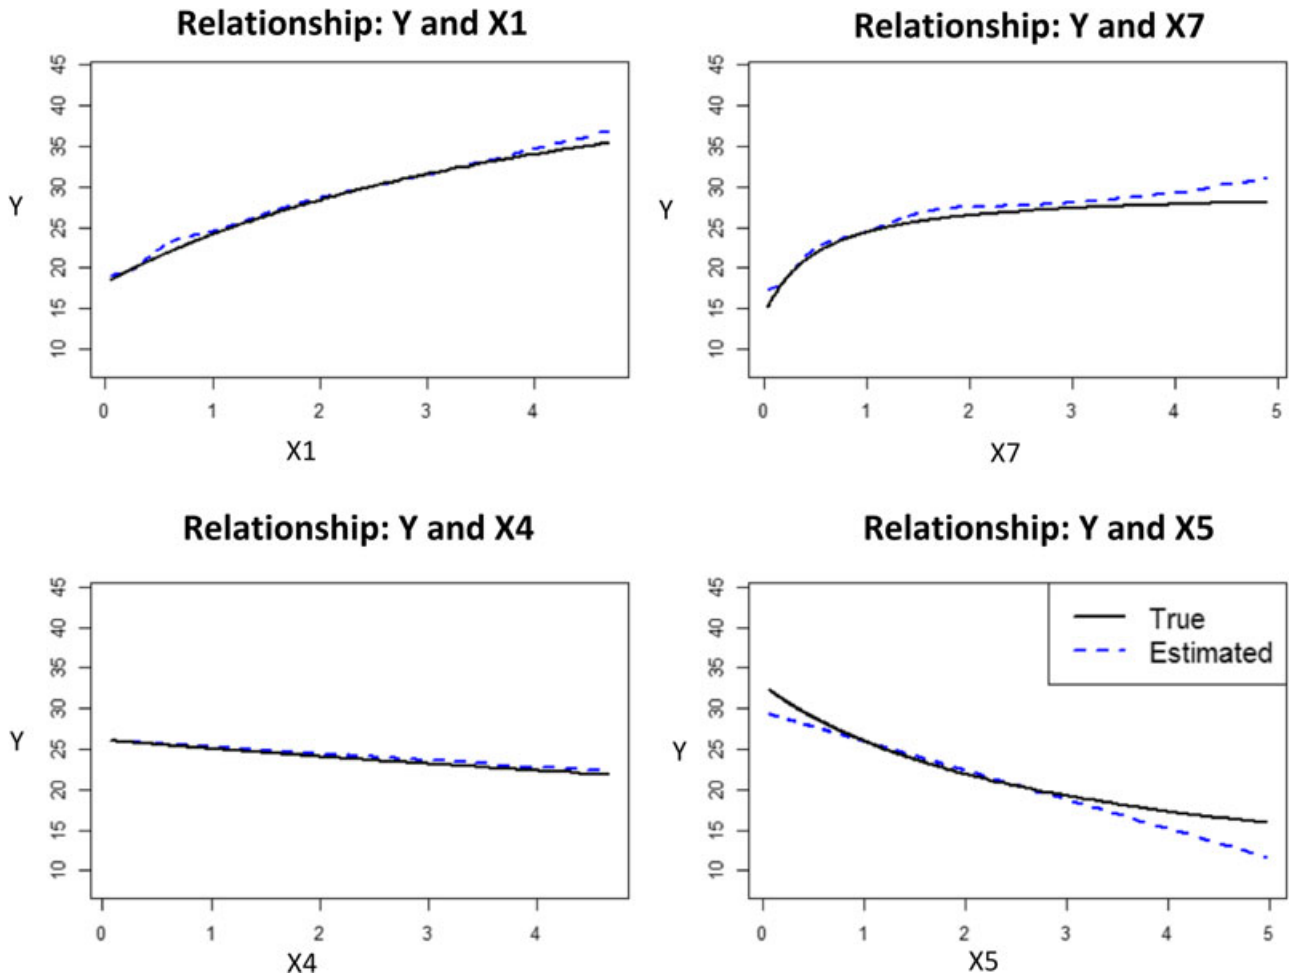 Relationship: Y and X1
45
40
35
30
25
20
15
10
Y
0 1 2 3 4
X1
Relationship: Y and X7
45
40
35
30
25
20
15
10
Y
0 1 2 3 4 5
X7
Relationship: Y and X4
45
40
35
30
25
20
15
10
Y
0 1 2 3 4
X4
Relationship: Y and X5
45
40
35
30
25
20
15
10
Y
True
Estimated
0 1 2 3 4 5
X5